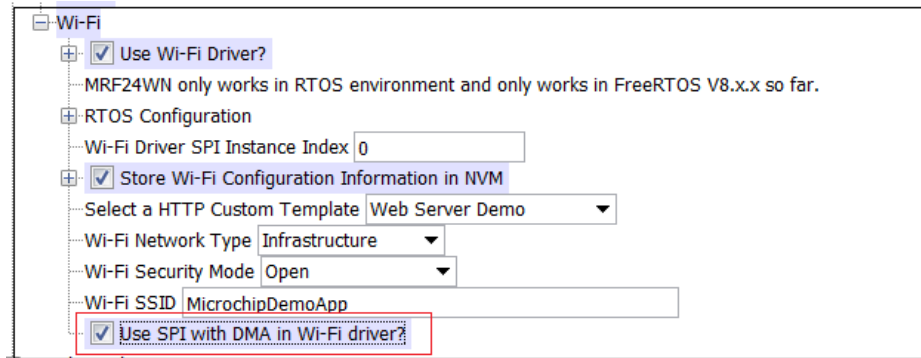 Wi-Fi
Use Wi-Fi Driver?
MRF24WN only works in RTOS environment and only works in FreeRTOS V8.x.x so far.
RTOS Configuration
Wi-Fi Driver SPI Instance Index 0
Store Wi-Fi Configuration Information in NVM
Select a HTTP Custom Template Web Server Demo
Wi-Fi Network Type Infrastructure
Wi-Fi Security Mode Open
Wi-Fi SSID MicrochipDemoApp
Use SPI with DMA in Wi-Fi driver?